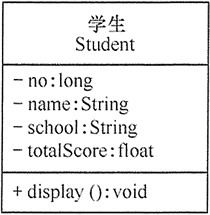 学生
Student
- no:long
- name:String
- school:String
- totalScore:float
+ display ():void